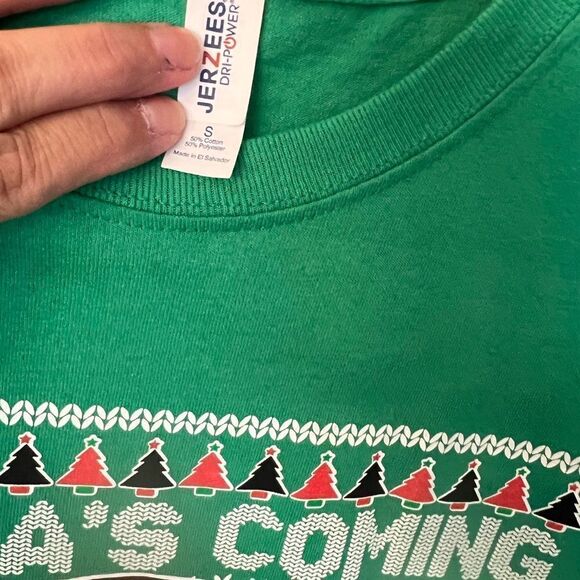 JERZEES
DRI-POWER
S
50% Cotton
50% Polyester
Made in El Salvador
A'S COMING